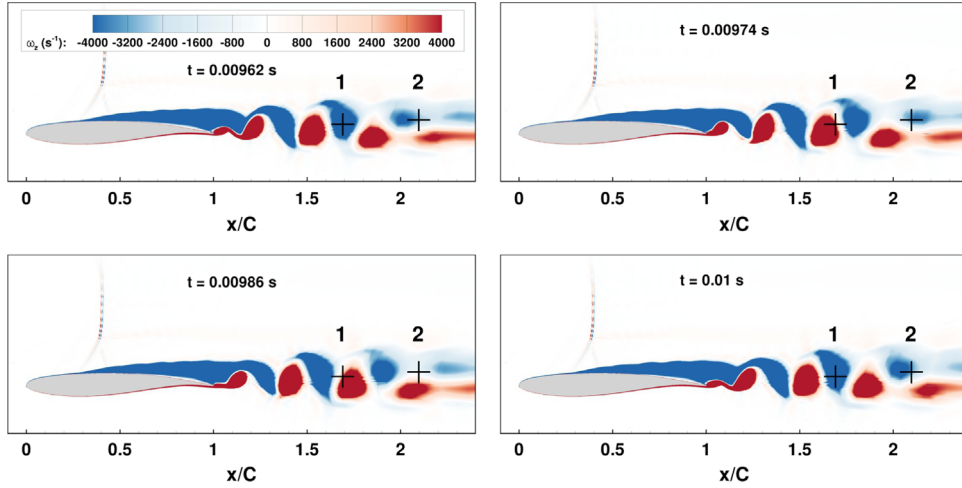 ω_z (s⁻¹): -4000 -3200 -2400 -1600 -800 0 800 1600 2400 3200 4000
t = 0.00962 s
1 2
0 0.5 1 1.5 2
x/C
t = 0.00974 s
1 2
0 0.5 1 1.5 2
x/C
t = 0.00986 s
1 2
0 0.5 1 1.5 2
x/C
t = 0.01 s
1 2
0 0.5 1 1.5 2
x/C